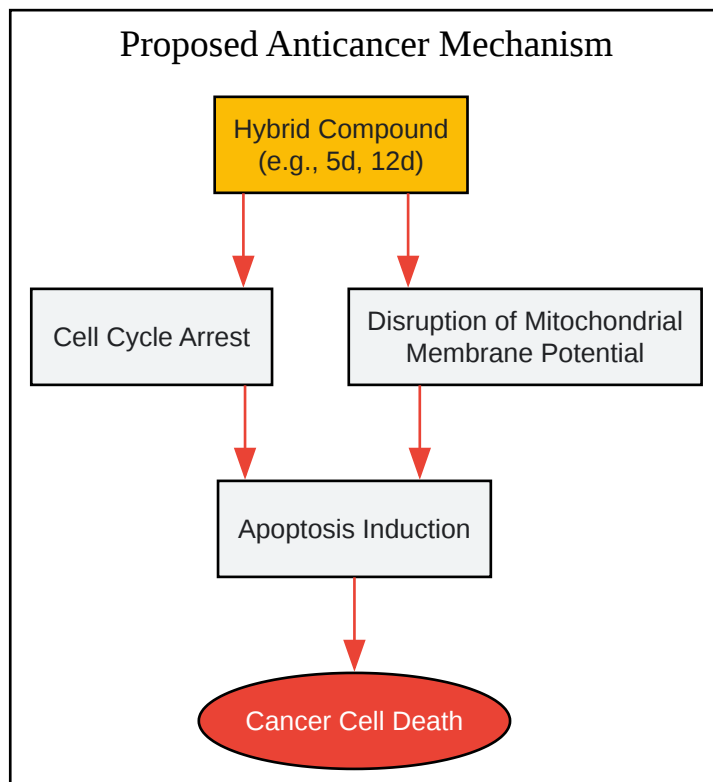 Proposed Anticancer Mechanism
Hybrid Compound
(e.g., 5d, 12d)
Cell Cycle Arrest
Disruption of Mitochondrial
Membrane Potential
Apoptosis Induction
Cancer Cell Death